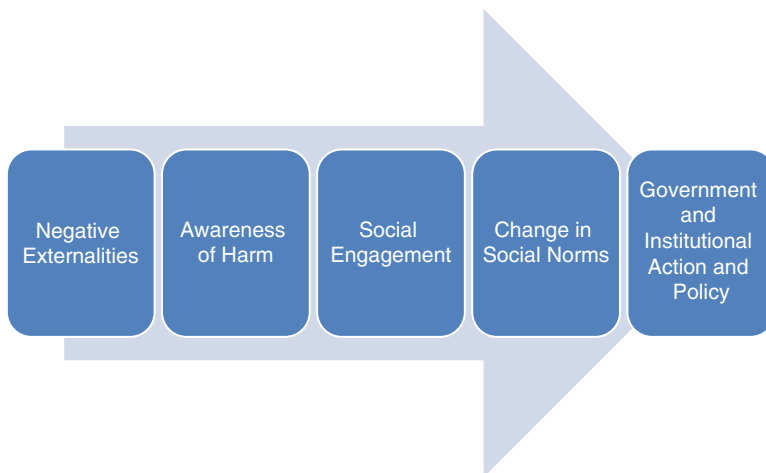 Negative
Externalities
Awareness
of Harm
Social
Engagement
Change in
Social Norms
Government
and
Institutional
Action and
Policy